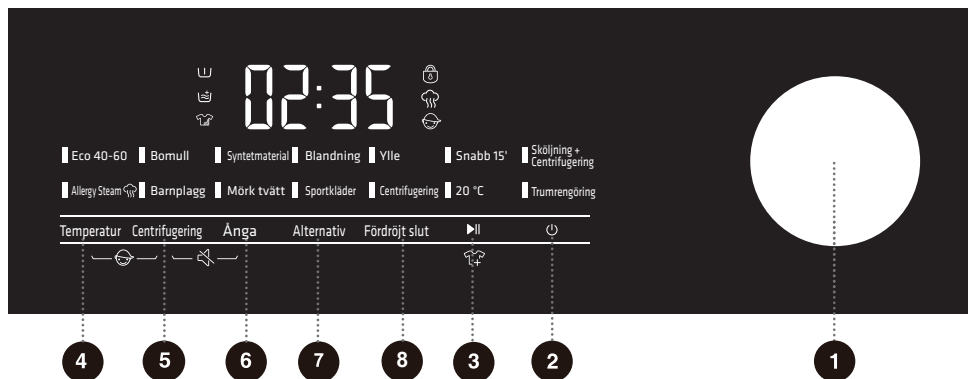 02:35
Eco 40-60 Bomull Syntetmaterial Blandning Ylle Snabb 15' Sköljning +
Centrifugering
Allergy Steam Barnplagg Mörk tvätt Sportkläder Centrifugering 20 °C Trumrengöring
Temperatur Centrifugering Ånga Alternativ Fördröjt slut
4 5 6 7 8 3 2 1